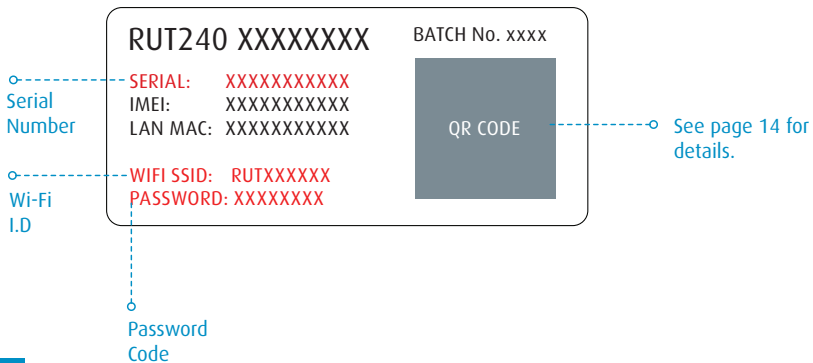 RUT240 XXXXXXXX
BATCH No. xxxx
SERIAL: XXXXXXXXXXX
IMEI: XXXXXXXXXXX
LAN MAC: XXXXXXXXXXX
WIFI SSID: RUTXXXXXX
PASSWORD: XXXXXXXX
QR CODE
Serial
Number
Wi-Fi
I.D
Password
Code
See page 14 for
details.